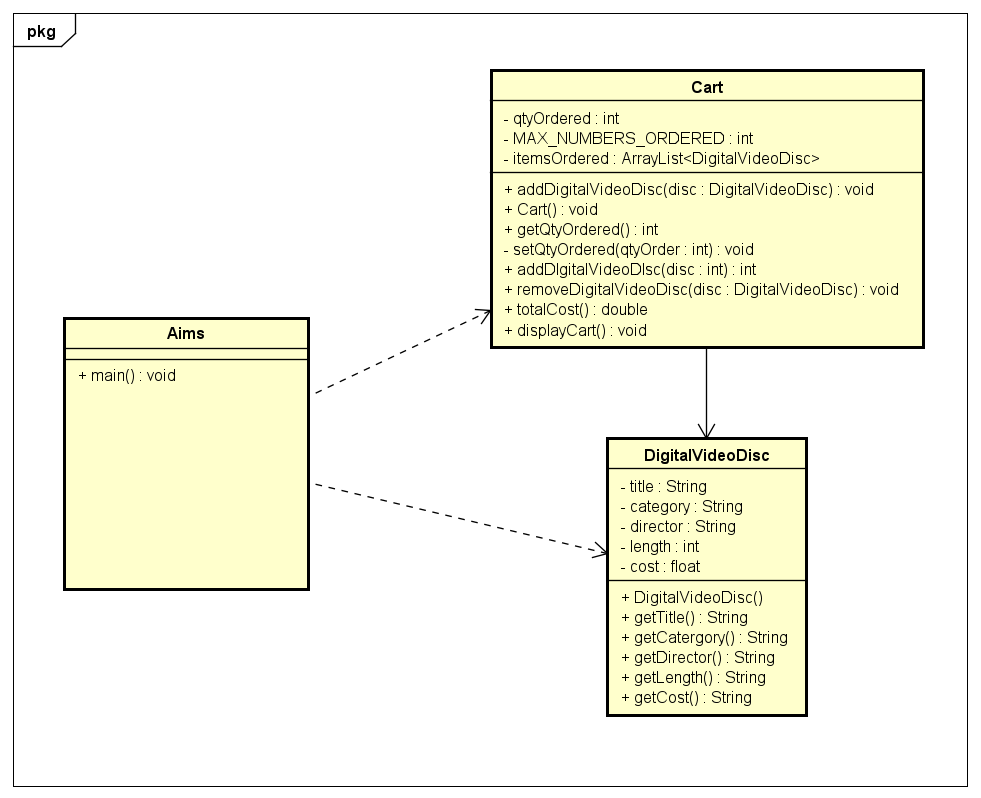 pkg
Cart
- qtyOrdered : int
- MAX_NUMBERS_ORDERED : int
- itemsOrdered : ArrayList<DigitalVideoDisc>
+ addDigitalVideoDisc(disc : DigitalVideoDisc) : void
+ Cart() : void
+ getQtyOrdered() : int
- setQtyOrdered(qtyOrder : int) : void
+ addDIgitalVideoDIsc(disc : int) : int
+ removeDigitalVideoDisc(disc : DigitalVideoDisc) : void
+ totalCost() : double
+ displayCart() : void
Aims
+ main() : void
DigitalVideoDisc
- title : String
- category : String
- director : String
- length : int
- cost : float
+ DigitalVideoDisc()
+ getTitle() : String
+ getCatergory() : String
+ getDirector() : String
+ getLength() : String
+ getCost() : String